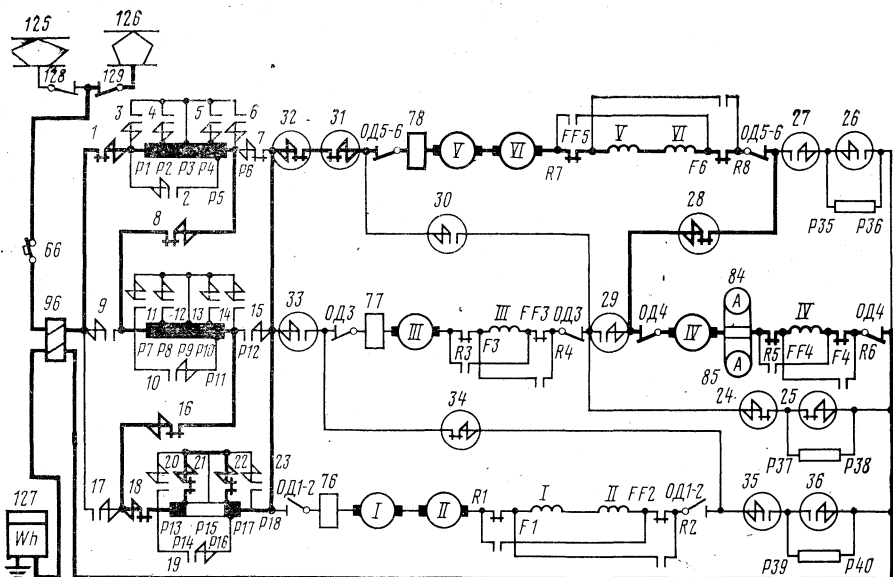 125 126
128 129
3 4 5 6
1 7 32 31 ОД5-6 78 V VI FF5 V VI ОД5-6 27 26
P1 P2 P3 P4 P6 R7 F6 R8
2 P5
P35 P36
8 30 28
66
96 9 11 12 13 14 15 33 ОД3 77 III III FF3 ОД3 29 ОД4 IV 84 A IV ОД4
P7 P8 P9 P10 P12 R3 F3 R4 R5 FF4 F4 R6
10 P11 85 A
16 34 24 25
P37 P38
17 18 20 21 22 23 ОД1-2 76 I II R1 I II FF2 ОД1-2 35 36
P13 P15 P17 P18 F1 R2
P14 P16
19 P39 P40
127
Wh